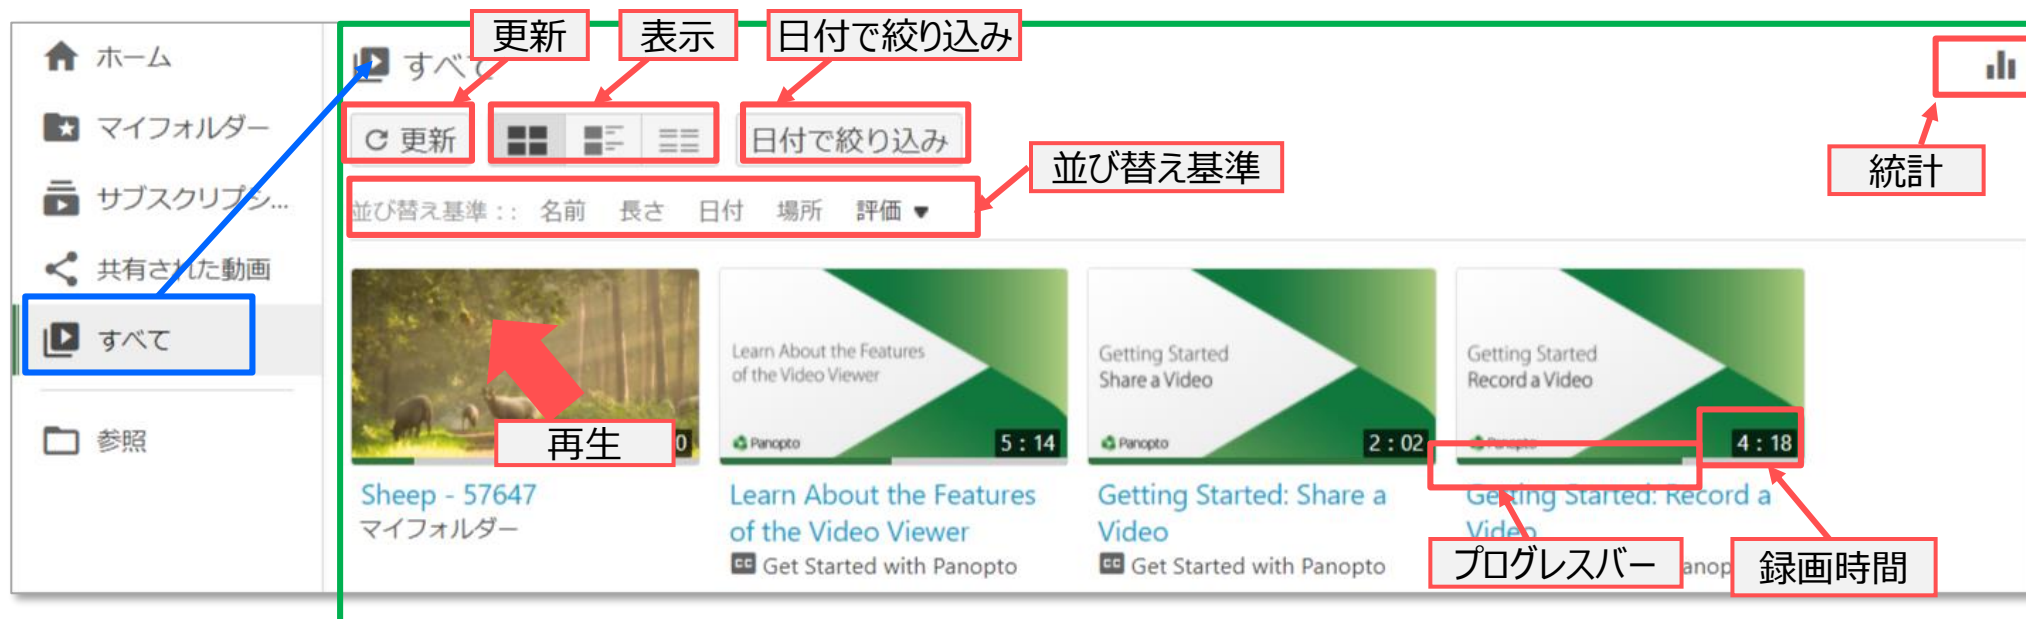 ホーム
マイフォルダー
サブスクリプシ...
共有された動画
すべて
参照
更新
表示
日付で絞り込み
すべて
更新
日付で絞り込み
並び替え基準
統計
並び替え基準：: 名前 長さ 日付 場所 評価 ▼
再生
0
Sheep - 57647
マイフォルダー
Learn About the Features
of the Video Viewer
Panopto
5：14
Learn About the Features
of the Video Viewer
CC Get Started with Panopto
Getting Started
Share a Video
Panopto
2：02
Getting Started: Share a
Video
CC Get Started with Panopto
Getting Started
Record a Video
Panopto
4：18
Getting Started: Record a
Video
anop
プログレスバー
録画時間